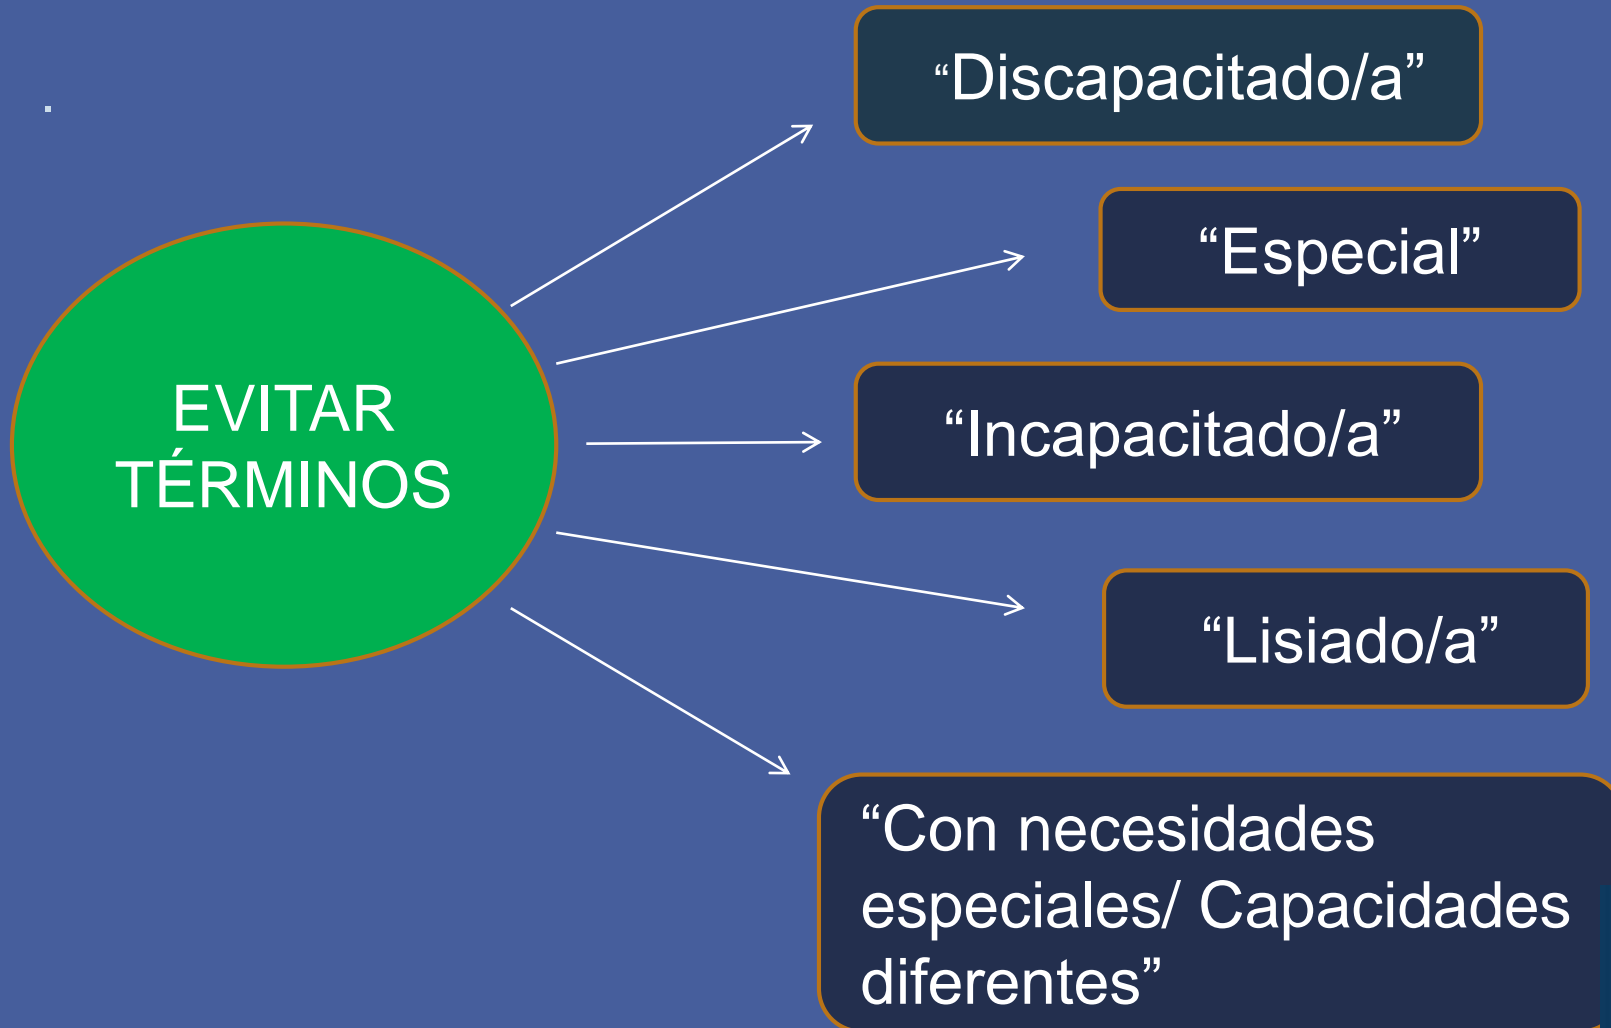 EVITAR
TÉRMINOS
“Discapacitado/a”
“Especial”
“Incapacitado/a”
“Lisiado/a”
“Con necesidades
especiales/ Capacidades
diferentes”